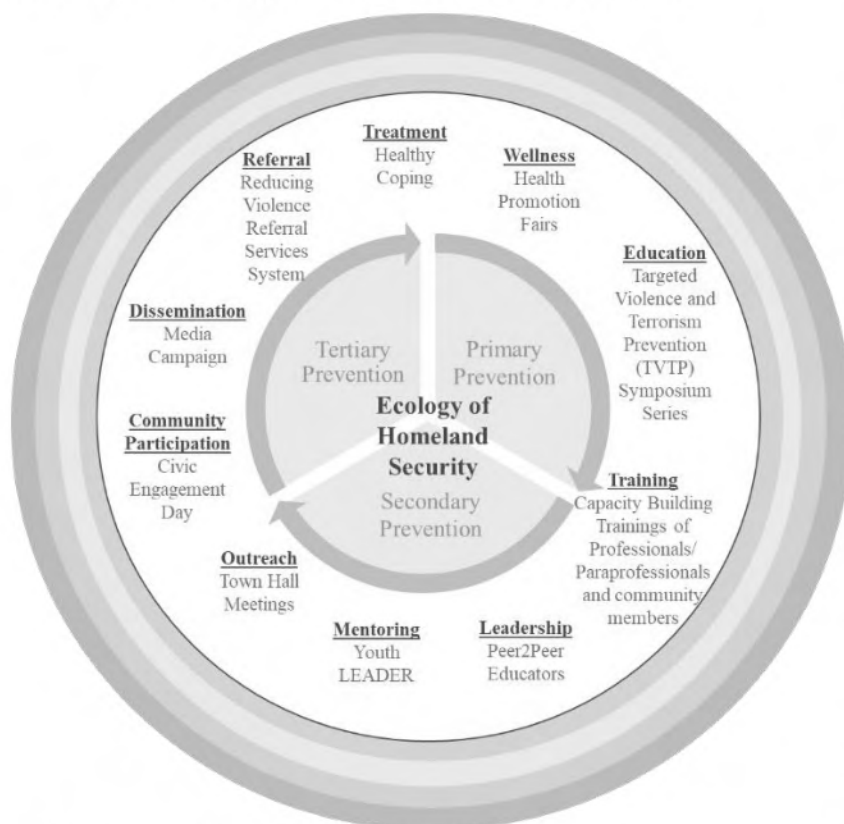 Treatment
Healthy
Coping
Wellness
Health
Promotion
Fairs
Education
Targeted
Violence and
Terrorism
Prevention
(TVTP)
Symposium
Series
Training
Capacity Building
Trainings of
Professionals/
Paraprofessionals
and community
members
Leadership
Peer2Peer
Educators
Mentoring
Youth
LEADER
Outreach
Town Hall
Meetings
Community
Participation
Civic
Engagement
Day
Dissemination
Media
Campaign
Referral
Reducing
Violence
Referral
Services
System
Tertiary
Prevention
Primary
Prevention
Ecology of
Homeland
Security
Secondary
Prevention